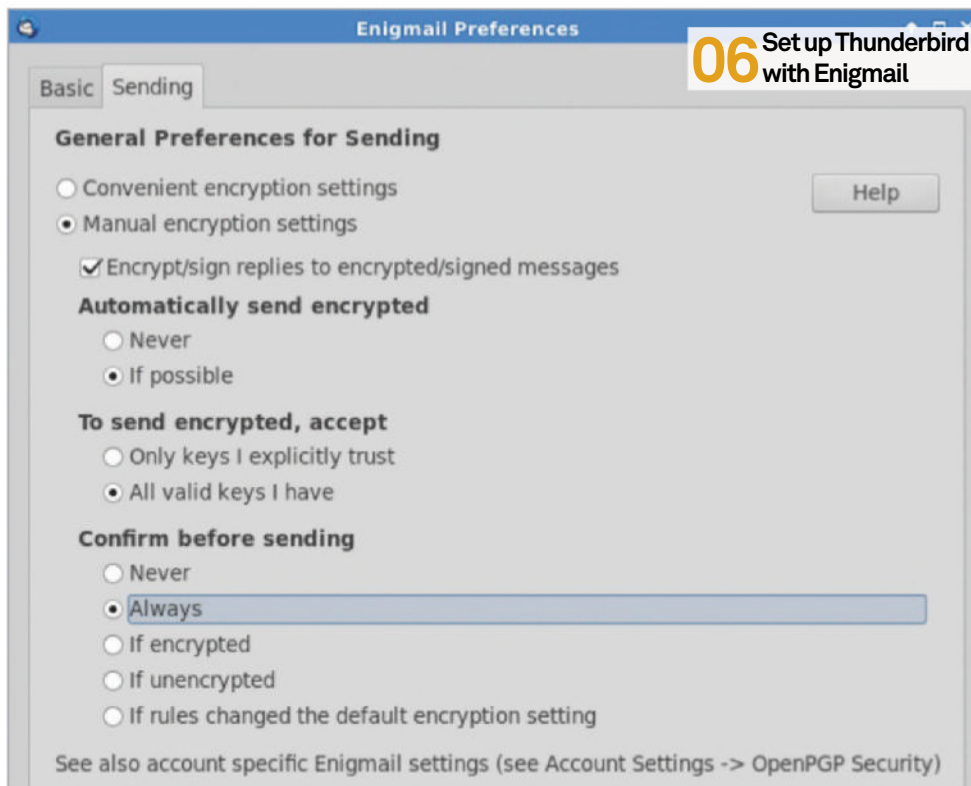 Enigmail Preferences
06 Set up Thunderbird
with Enigmail
Basic
Sending
General Preferences for Sending
Convenient encryption settings
Help
Manual encryption settings
Encrypt/sign replies to encrypted/signed messages
Automatically send encrypted
Never
If possible
To send encrypted, accept
Only keys I explicitly trust
All valid keys I have
Confirm before sending
Never
Always
If encrypted
If unencrypted
If rules changed the default encryption setting
See also account specific Enigmail settings (see Account Settings -> OpenPGP Security)